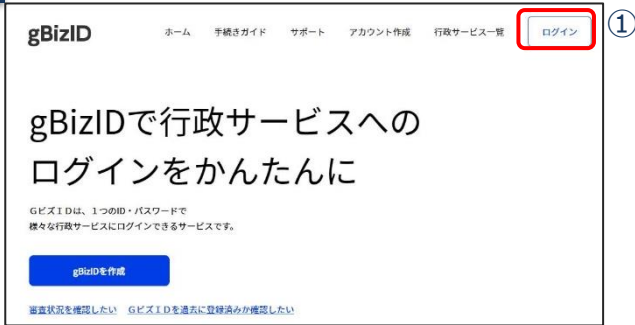 gBizID ホーム 手続きガイド サポート アカウント作成 行政サービス一覧 ログイン ①
gBizIDで行政サービスへの
ログインをかんたんに
GビズIDは、1つのID・パスワードで
様々な行政サービスにログインできるサービスです。
gBizIDを作成
審査状況を確認したい GビズIDを過去に登録済みか確認したい